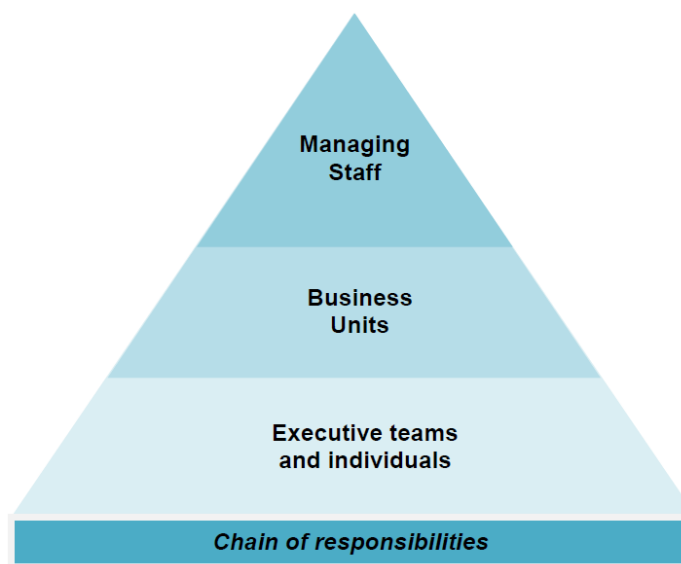 Managing
Staff
Business
Units
Executive teams
and individuals
Chain of responsibilities